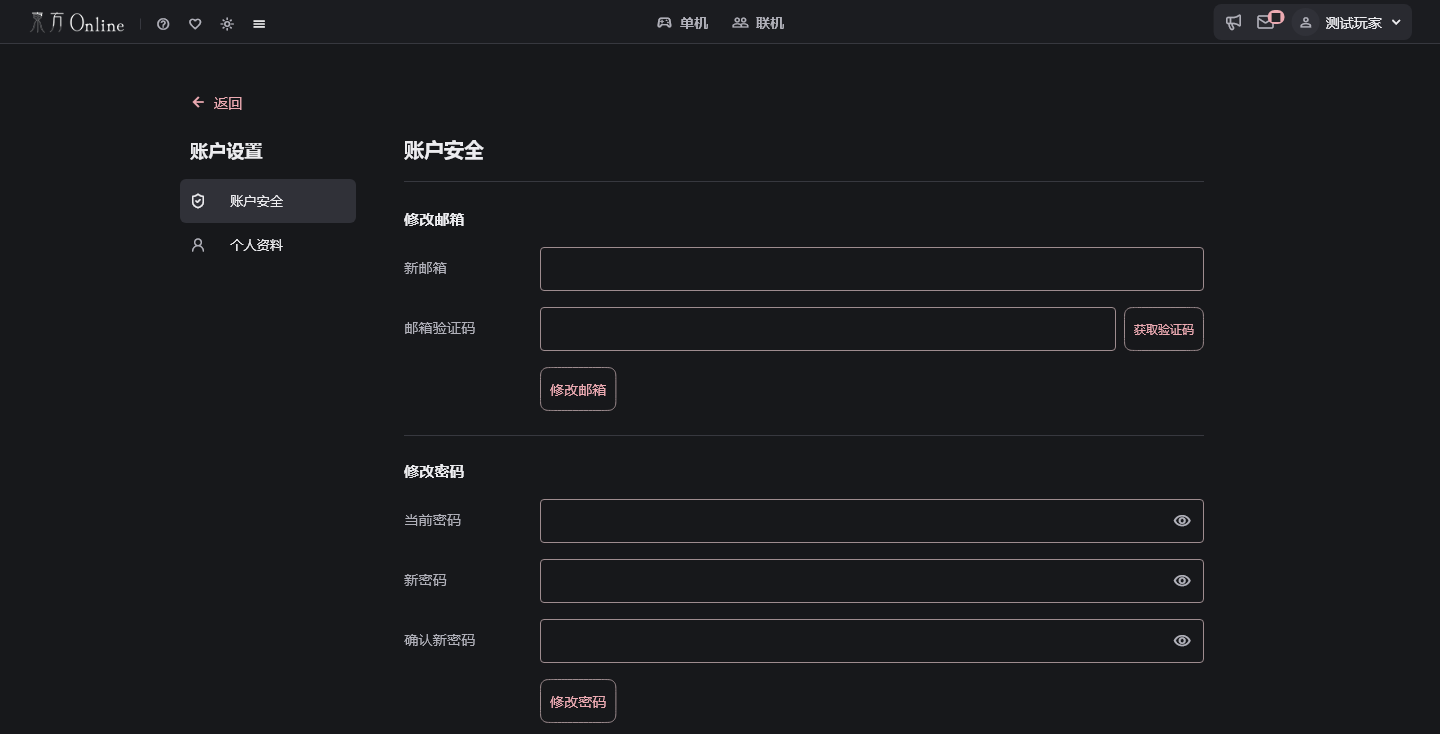 東方Online
单机
联机
测试玩家
返回
账户设置
账户安全
个人资料
账户安全
修改邮箱
新邮箱
邮箱验证码
获取验证码
修改邮箱
修改密码
当前密码
新密码
确认新密码
修改密码